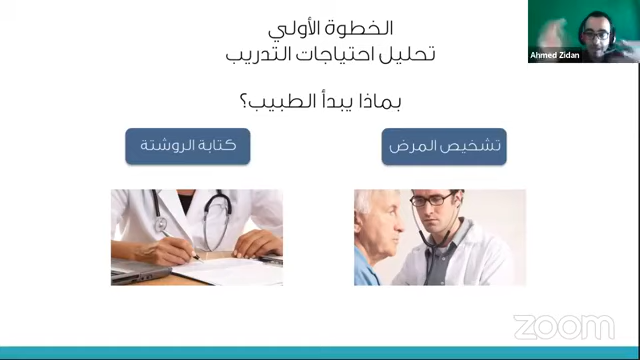 الخطوة الأولي
تحليل احتياجات التدريب
بماذا يبدأ الطبيب؟
تشخيص المرض
كتابة الروشتة
Ahmed Zidan
zoom